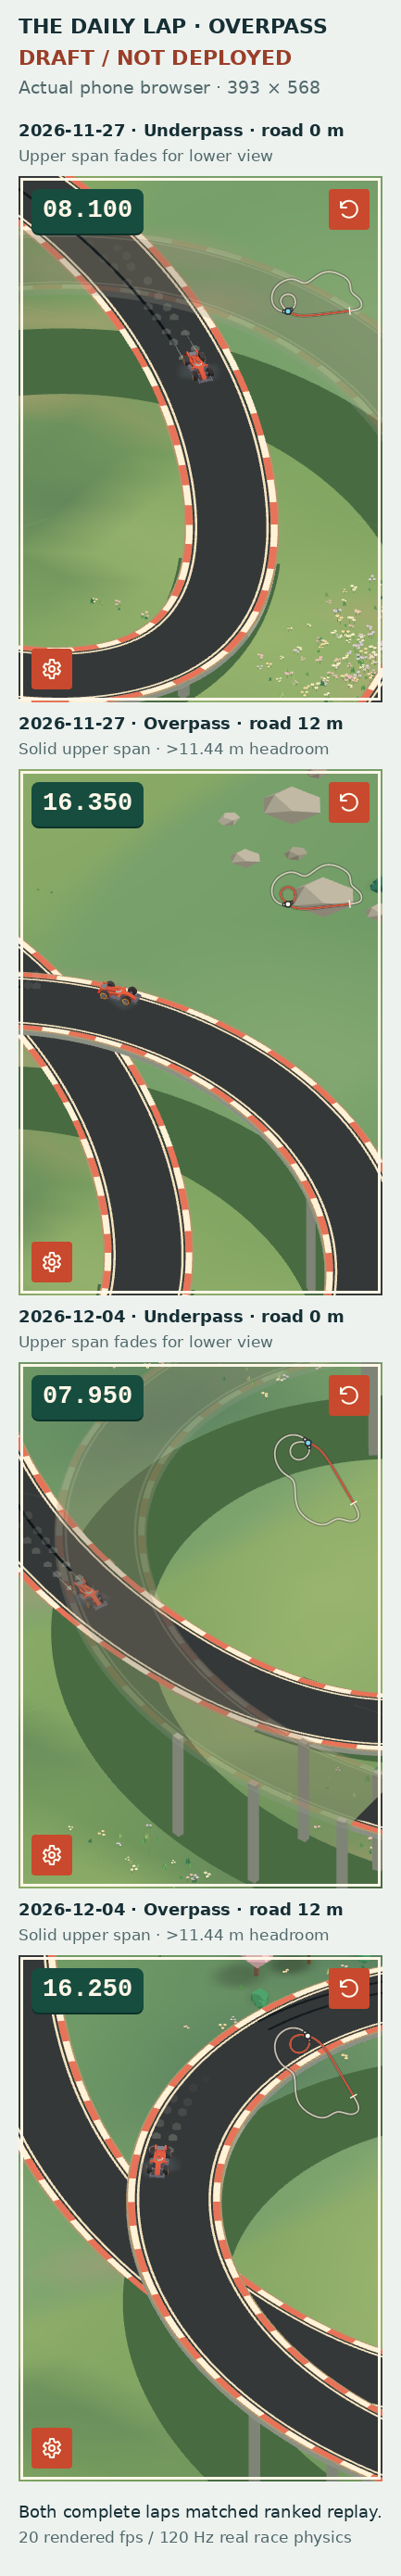 THE DAILY LAP · OVERPASS
DRAFT / NOT DEPLOYED
Actual phone browser · 393 × 568
2026-11-27 · Underpass · road 0 m
Upper span fades for lower view
08.100
2026-11-27 · Overpass · road 12 m
Solid upper span · >11.44 m headroom
16.350
2026-12-04 · Underpass · road 0 m
Upper span fades for lower view
07.950
2026-12-04 · Overpass · road 12 m
Solid upper span · >11.44 m headroom
16.250
Both complete laps matched ranked replay.
20 rendered fps / 120 Hz real race physics